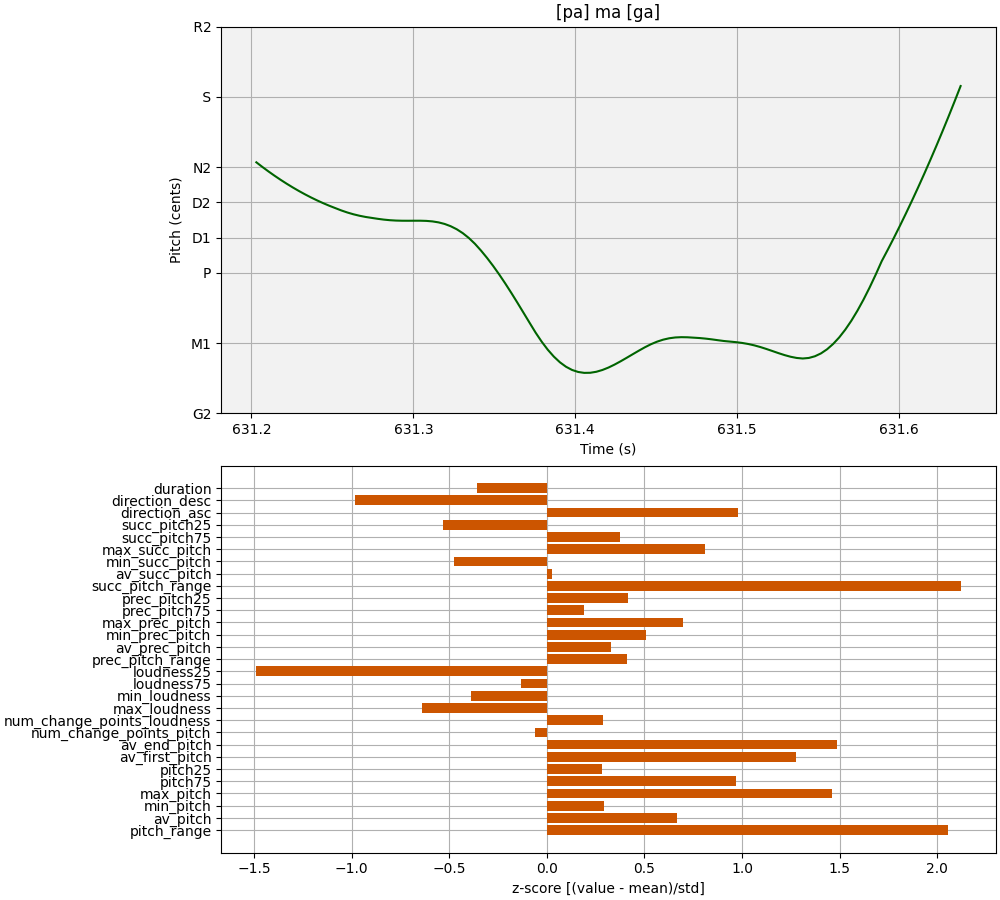 [pa] ma [ga]
R2
S
N2
D2
D1
P
M1
G2
Pitch (cents)
631.2 631.3 631.4 631.5 631.6
Time (s)
duration
direction_desc
direction_asc
succ_pitch25
succ_pitch75
max_succ_pitch
min_succ_pitch
av_succ_pitch
succ_pitch_range
prec_pitch25
prec_pitch75
max_prec_pitch
min_prec_pitch
av_prec_pitch
prec_pitch_range
loudness25
loudness75
min_loudness
max_loudness
num_change_points_loudness
num_change_points_pitch
av_end_pitch
av_first_pitch
pitch25
pitch75
max_pitch
min_pitch
av_pitch
pitch_range
−1.5 −1.0 −0.5 0.0 0.5 1.0 1.5 2.0
z-score [(value - mean)/std]